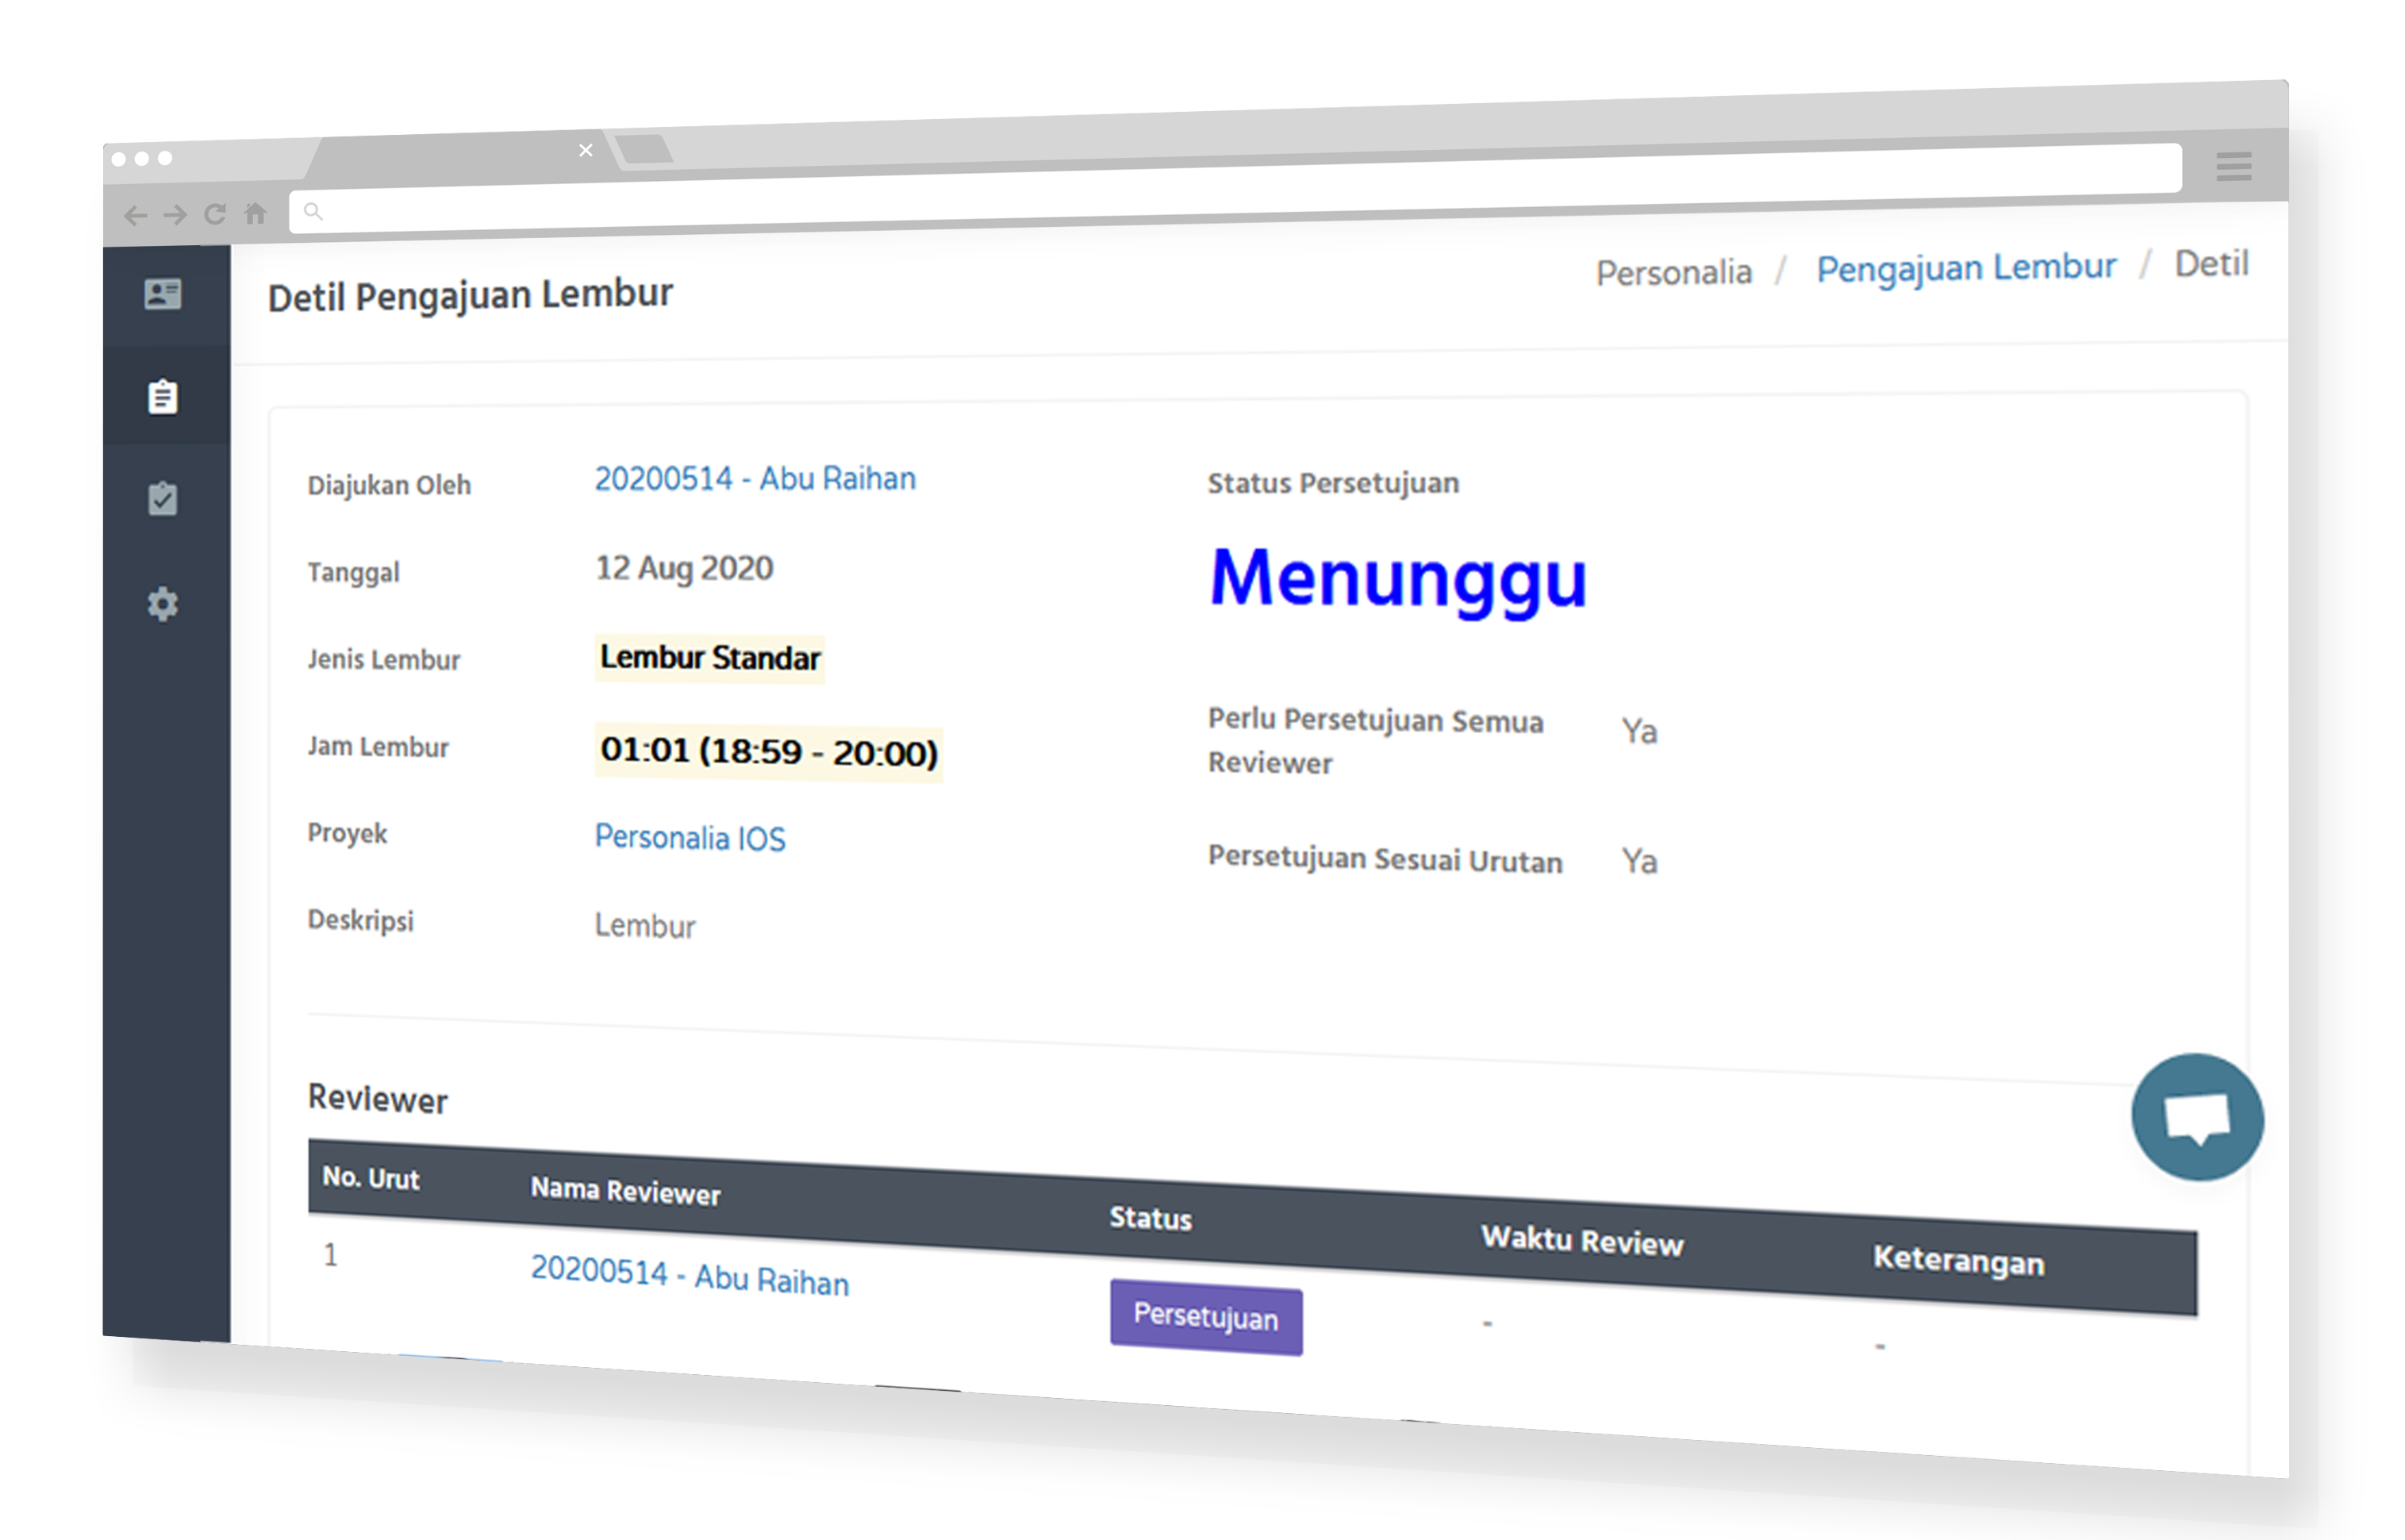 Detil Pengajuan Lembur
Personalia / Pengajuan Lembur / Detil
Diajukan Oleh 20200514 - Abu Raihan
Tanggal 12 Aug 2020
Jenis Lembur Lembur Standar
Jam Lembur 01:01 (18:59 - 20:00)
Proyek Personalia IOS
Deskripsi Lembur
Status Persetujuan
Menunggu
Perlu Persetujuan Semua Ya
Reviewer
Persetujuan Sesuai Urutan Ya
Reviewer
No. Urut Nama Reviewer Status Waktu Review Keterangan
1 20200514 - Abu Raihan Persetujuan - -